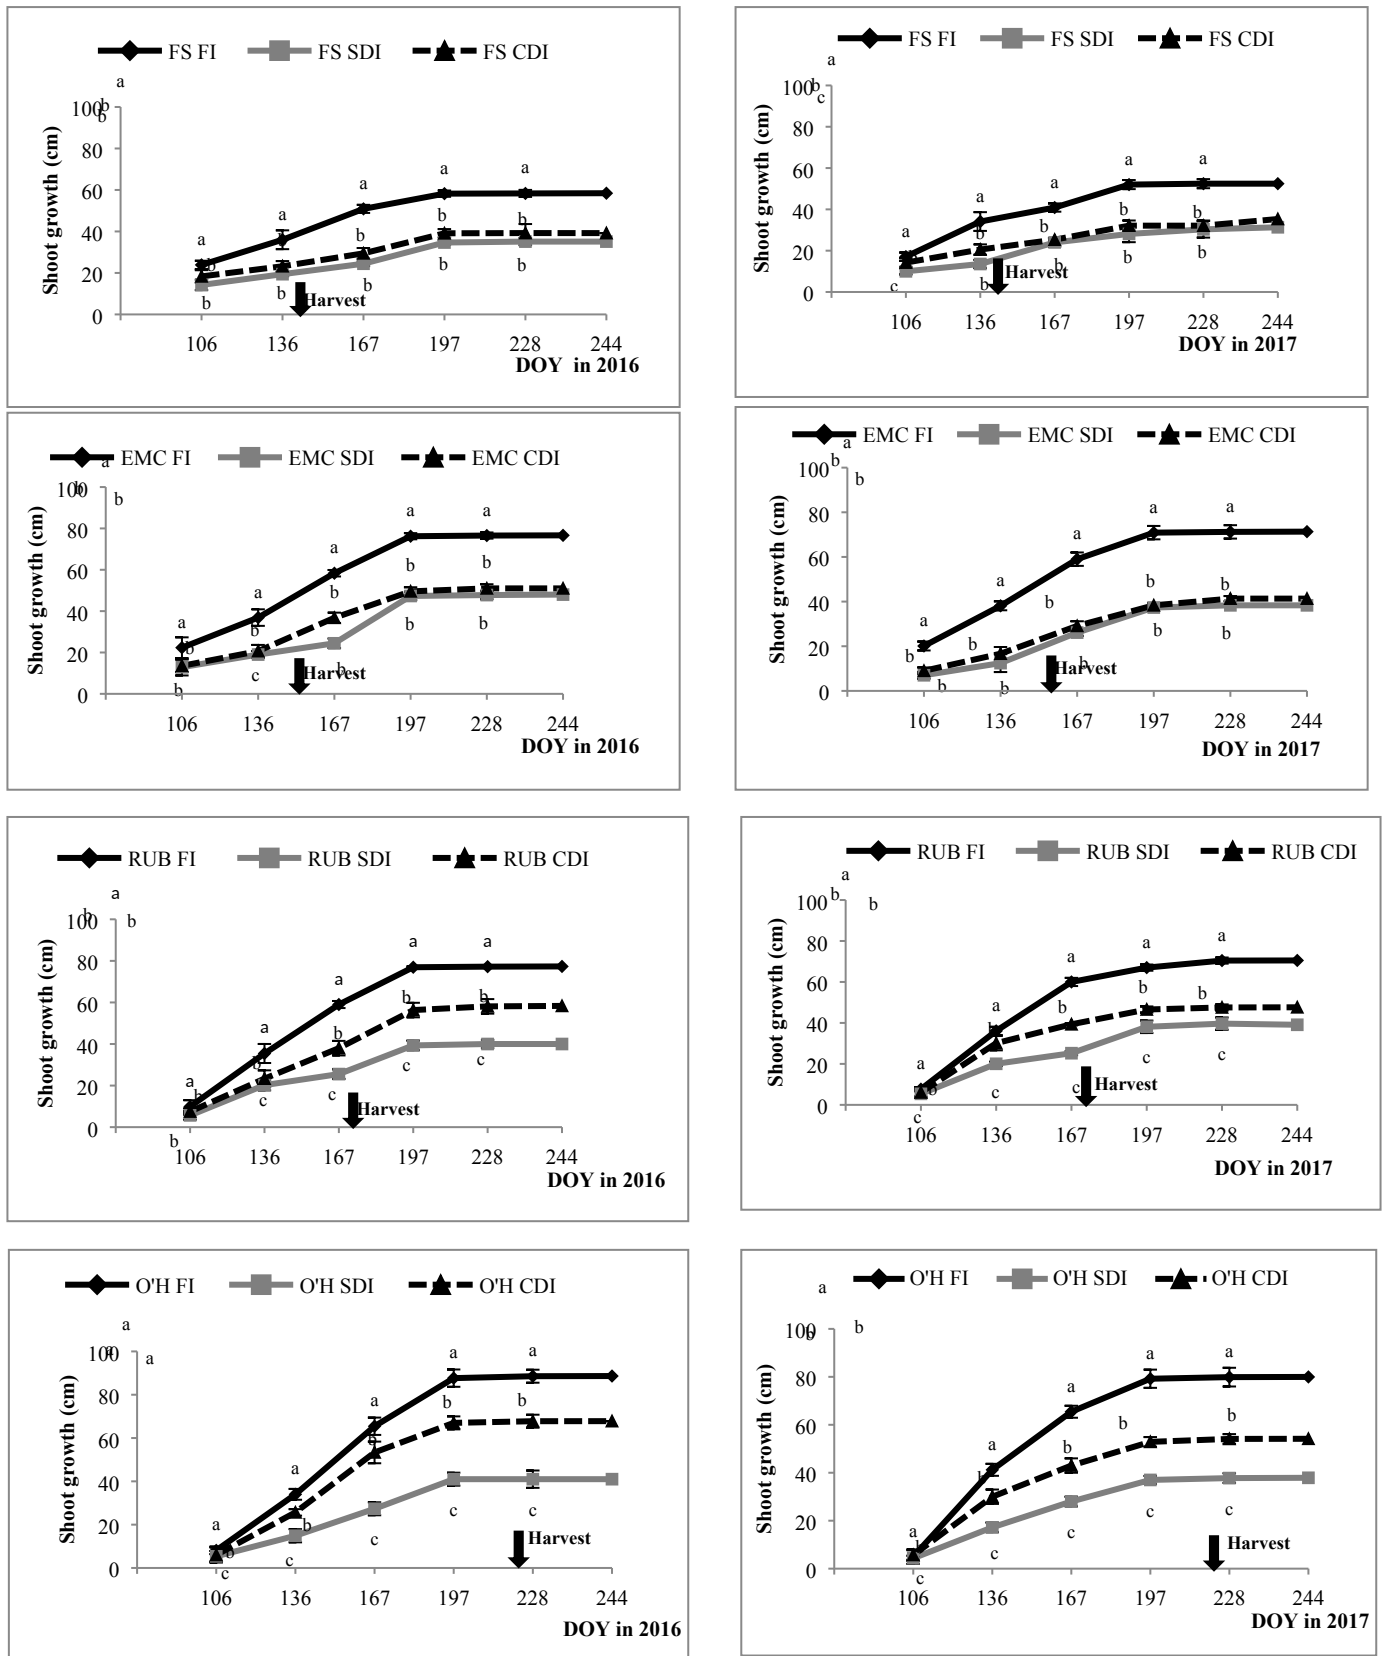 FS FI FS SDI FS CDI
a
100
b
b
80
a a a
60
a
a b b
40
a b
b
20
b b b b b
0
Harvest
106 136 167 197 228 244
DOY in 2016
Shoot growth (cm)
FS FI FS SDI FS CDI
a
b
100
c
80
a a
60
a
a b b
40
a b b
20
b b b
c b
0
Harvest
106 136 167 197 228 244
DOY in 2017
Shoot growth (cm)
EMC FI EMC SDI EMC CDI
a
100
b
b
80
a a
a
60
b b
a b
40
a b
b b b
20
b c b
0
Harvest
106 136 167 197 228 244
DOY in 2016
Shoot growth (cm)
EMC FI EMC SDI EMC CDI
a
b
100
b
80
a a
a
60
a b b
40
a b
b b b b
20
b b b
0
Harvest
106 136 167 197 228 244
DOY in 2017
Shoot growth (cm)
RUB FI RUB SDI RUB CDI
a
100
b
b
80
a a
a
60
b b
a b
40
b c c
20
a b c c
0
b
Harvest
106 136 167 197 228 244
DOY in 2016
Shoot growth (cm)
RUB FI RUB SDI RUB CDI
a
b
100
b
80
a a
a
60
b b
a b
40
b c c
20
a b c c
0
c
Harvest
106 136 167 197 228 244
DOY in 2017
Shoot growth (cm)
O'H FI O'H SDI O'H CDI
a
a
100
a
80
a a
a b b
60
b
a
40
b c c
20
a b c c
0
c
Harvest
106 136 167 197 228 244
DOY in 2016
Shoot growth (cm)
O'H FI O'H SDI O'H CDI
a
100
b
b
80
a a
a
60
b b
a b
40
b c c
20
a b c c
0
c
Harvest
106 136 167 197 228 244
DOY in 2017
Shoot growth (cm)